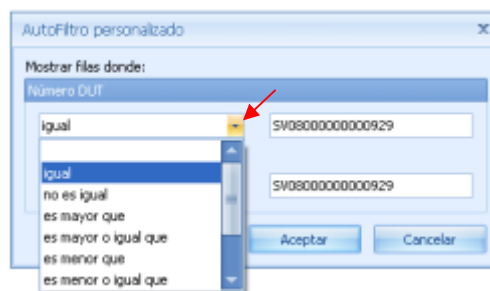 AutoFiltro personalizado
Mostrar filas donde:
Número DUT
igual
SV08000000000929
igual
no es igual
SV08000000000929
es mayor que
es mayor o igual que
Aceptar
Cancelar
es menor que
es menor o igual que